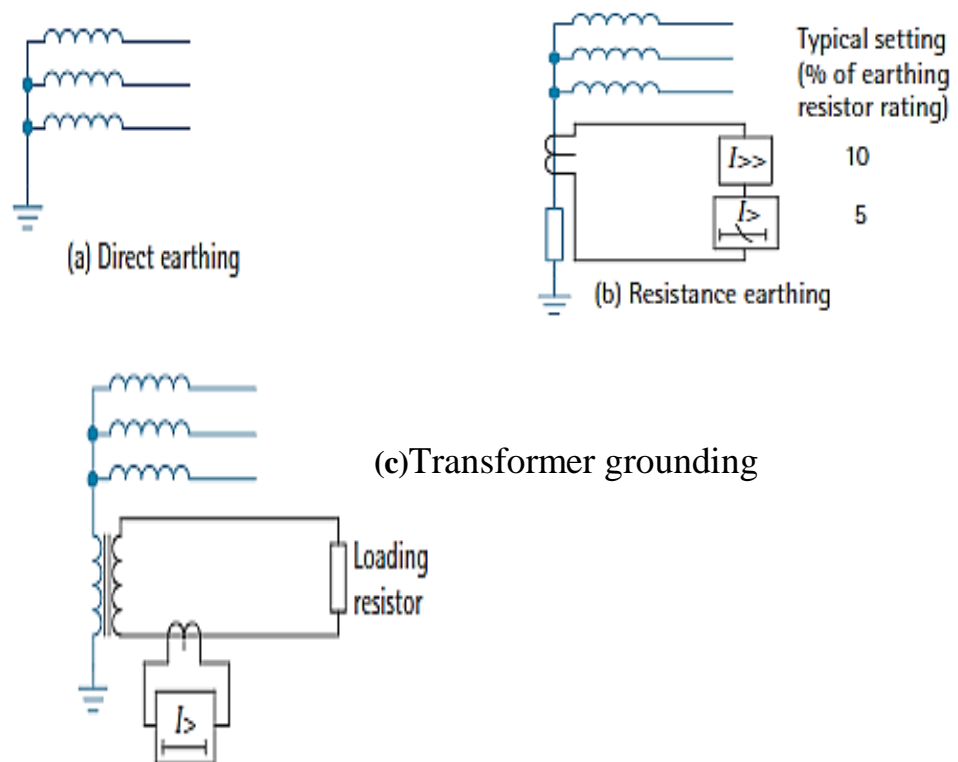 (a) Direct earthing
Typical setting
(% of earthing
resistor rating)
I>>
10
I>
5
(b) Resistance earthing
(c)Transformer grounding
Loading
resistor
I>